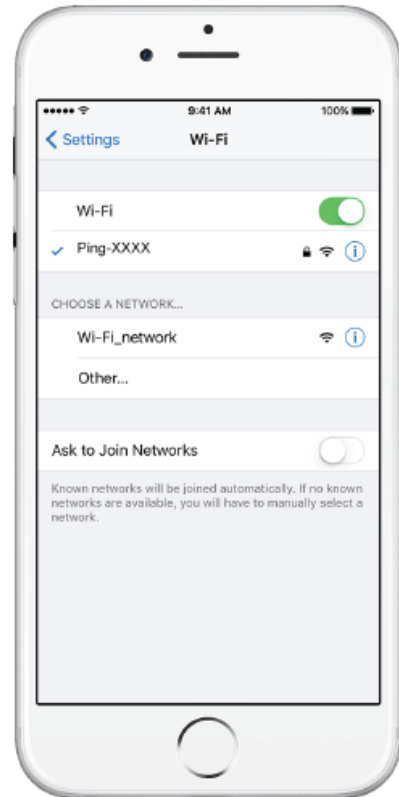 9:41 AM 100%
Settings Wi-Fi
Wi-Fi
Ping-XXXX
CHOOSE A NETWORK...
Wi-Fi_network
Other...
Ask to Join Networks
Known networks will be joined automatically. If no known
networks are available, you will have to manually select a
network.